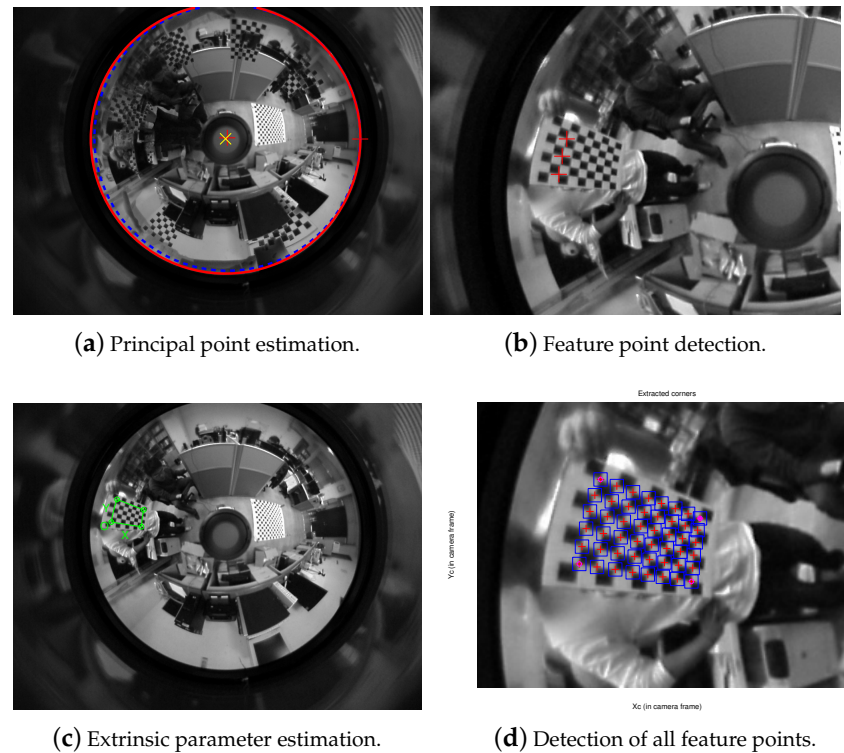 (a) Principal point estimation.
(b) Feature point detection.
Extracted corners
Yc (in camera frame)
Xc (in camera frame)
(c) Extrinsic parameter estimation.
(d) Detection of all feature points.